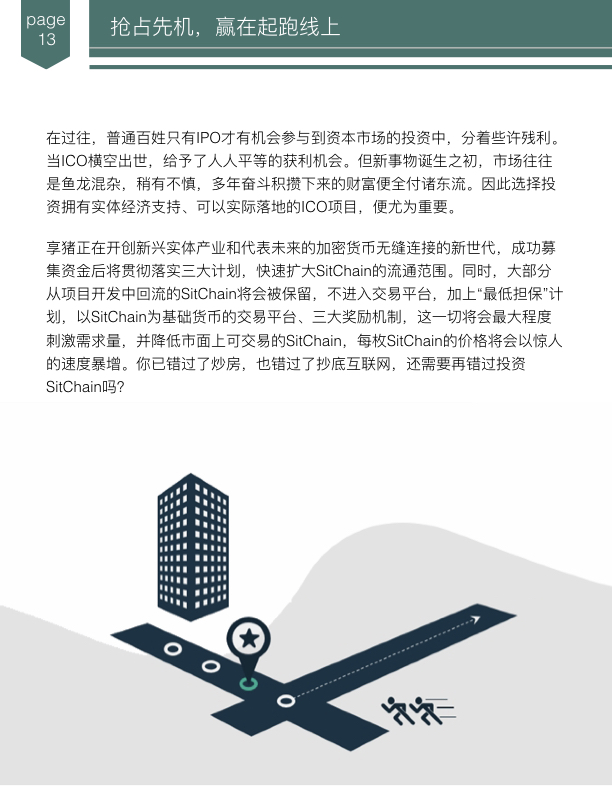 page
13
抢占先机，赢在起跑线上
在过往，普通百姓只有IPO才有机会参与到资本市场的投资中，分着些许残利。
当ICO横空出世，给予了人人平等的获利机会。但新事物诞生之初，市场往往
是鱼龙混杂，稍有不慎，多年奋斗积攒下来的财富便全付诸东流。因此选择投
资拥有实体经济支持、可以实际落地的ICO项目，便尤为重要。
享猪正在开创新兴实体产业和代表未来的加密货币无缝连接的新世代，成功募
集资金后将贯彻落实三大计划，快速扩大SitChain的流通范围。同时，大部分
从项目开发中回流的SitChain将会被保留，不进入交易平台，加上“最低担保”计
划，以SitChain为基础货币的交易平台、三大奖励机制，这一切将会最大程度
刺激需求量，并降低市面上可交易的SitChain，每枚SitChain的价格将会以惊人
的速度暴增。你已错过了炒房，也错过了抄底互联网，还需要再错过投资
SitChain吗？